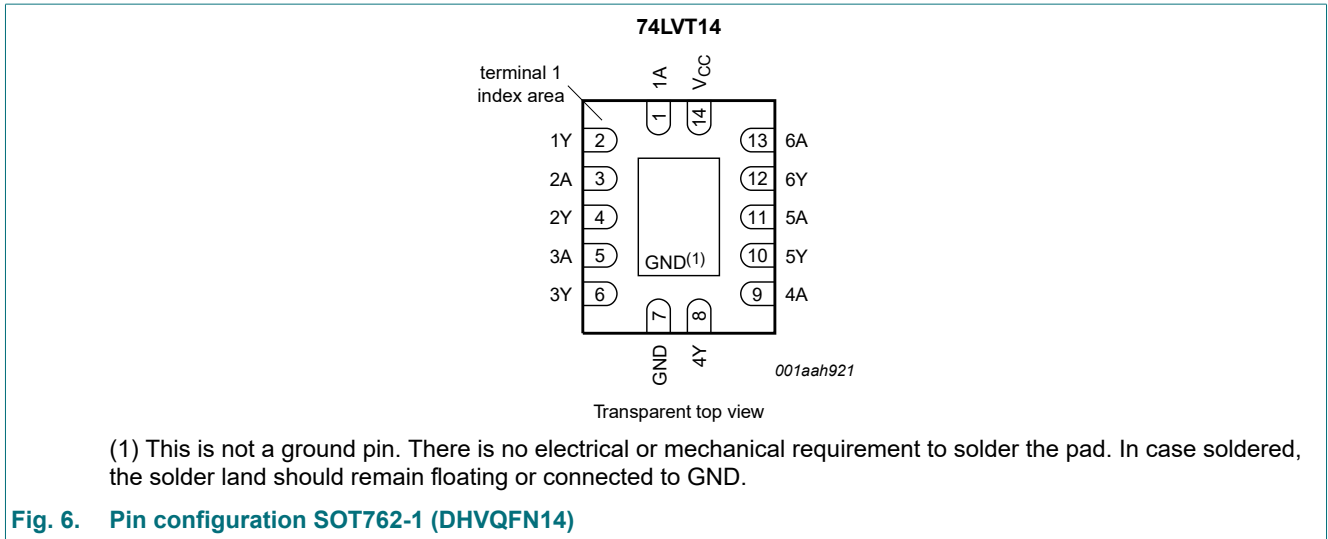 74LVT14
terminal 1
index area
1A
VCC
1
14
1Y 2
13 6A
2A 3
12 6Y
2Y 4
11 5A
3A 5
10 5Y
3Y 6
9 4A
GND(1)
7
8
GND
4Y
001aah921
Transparent top view
(1) This is not a ground pin. There is no electrical or mechanical requirement to solder the pad. In case soldered,
the solder land should remain floating or connected to GND.
Fig. 6. Pin configuration SOT762-1 (DHVQFN14)